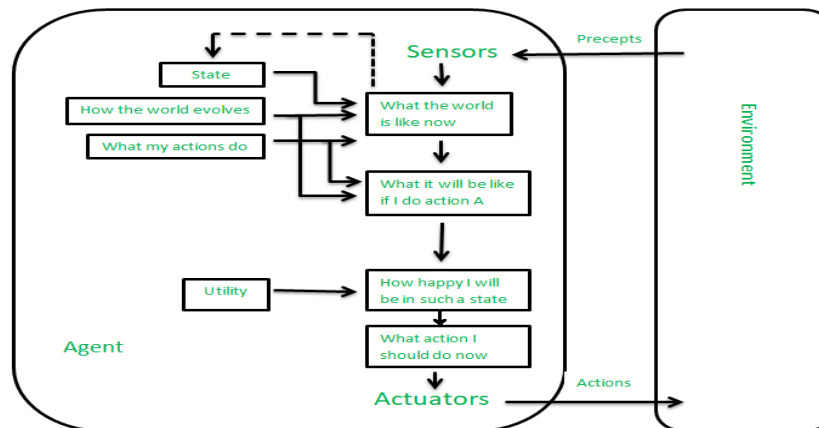 Sensors
Precepts
State
How the world evolves
What my actions do
What the world
is like now
What it will be like
if I do action A
Environment
Utility
How happy I will
be in such a state
Agent
What action I
should do now
Actuators
Actions